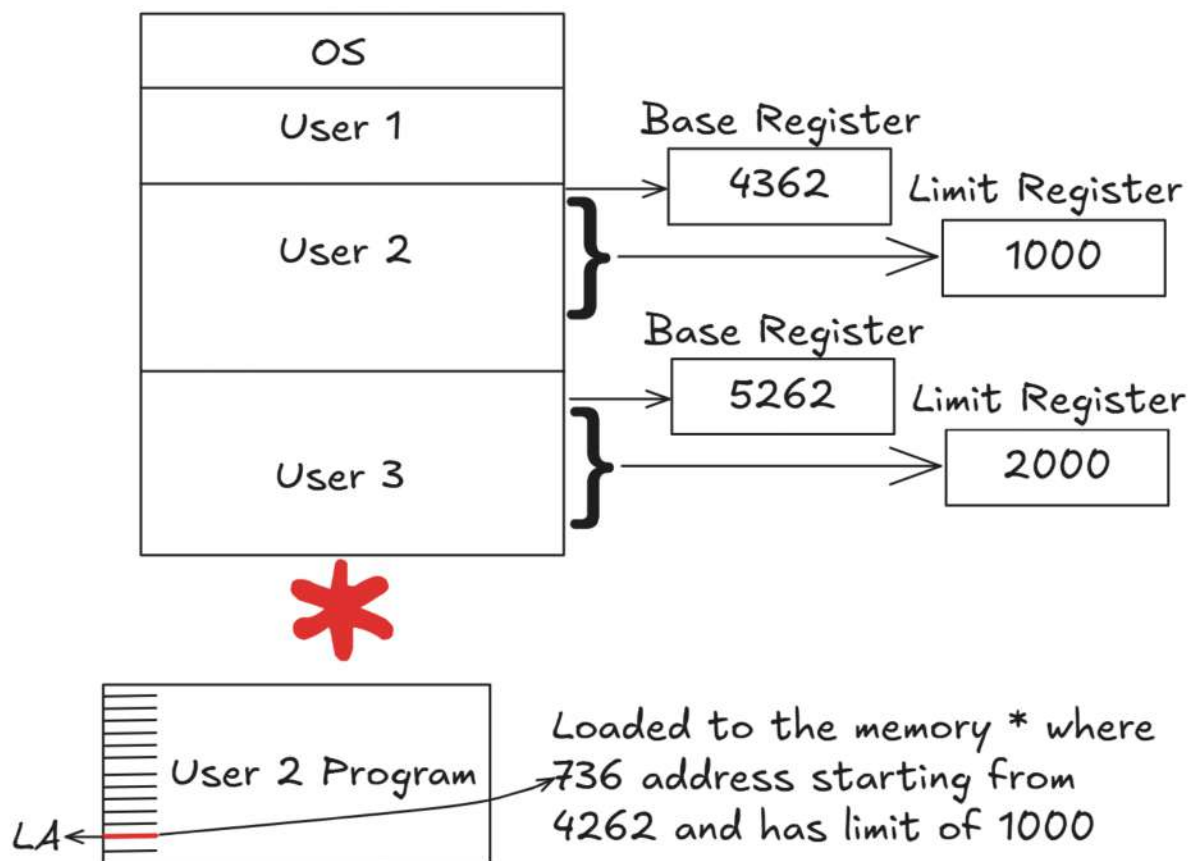 OS
User 1
Base Register
4362
Limit Register
User 2
1000
Base Register
5262
Limit Register
User 3
2000
*
User 2 Program
Loaded to the memory * where
736 address starting from
4262 and has limit of 1000
LA